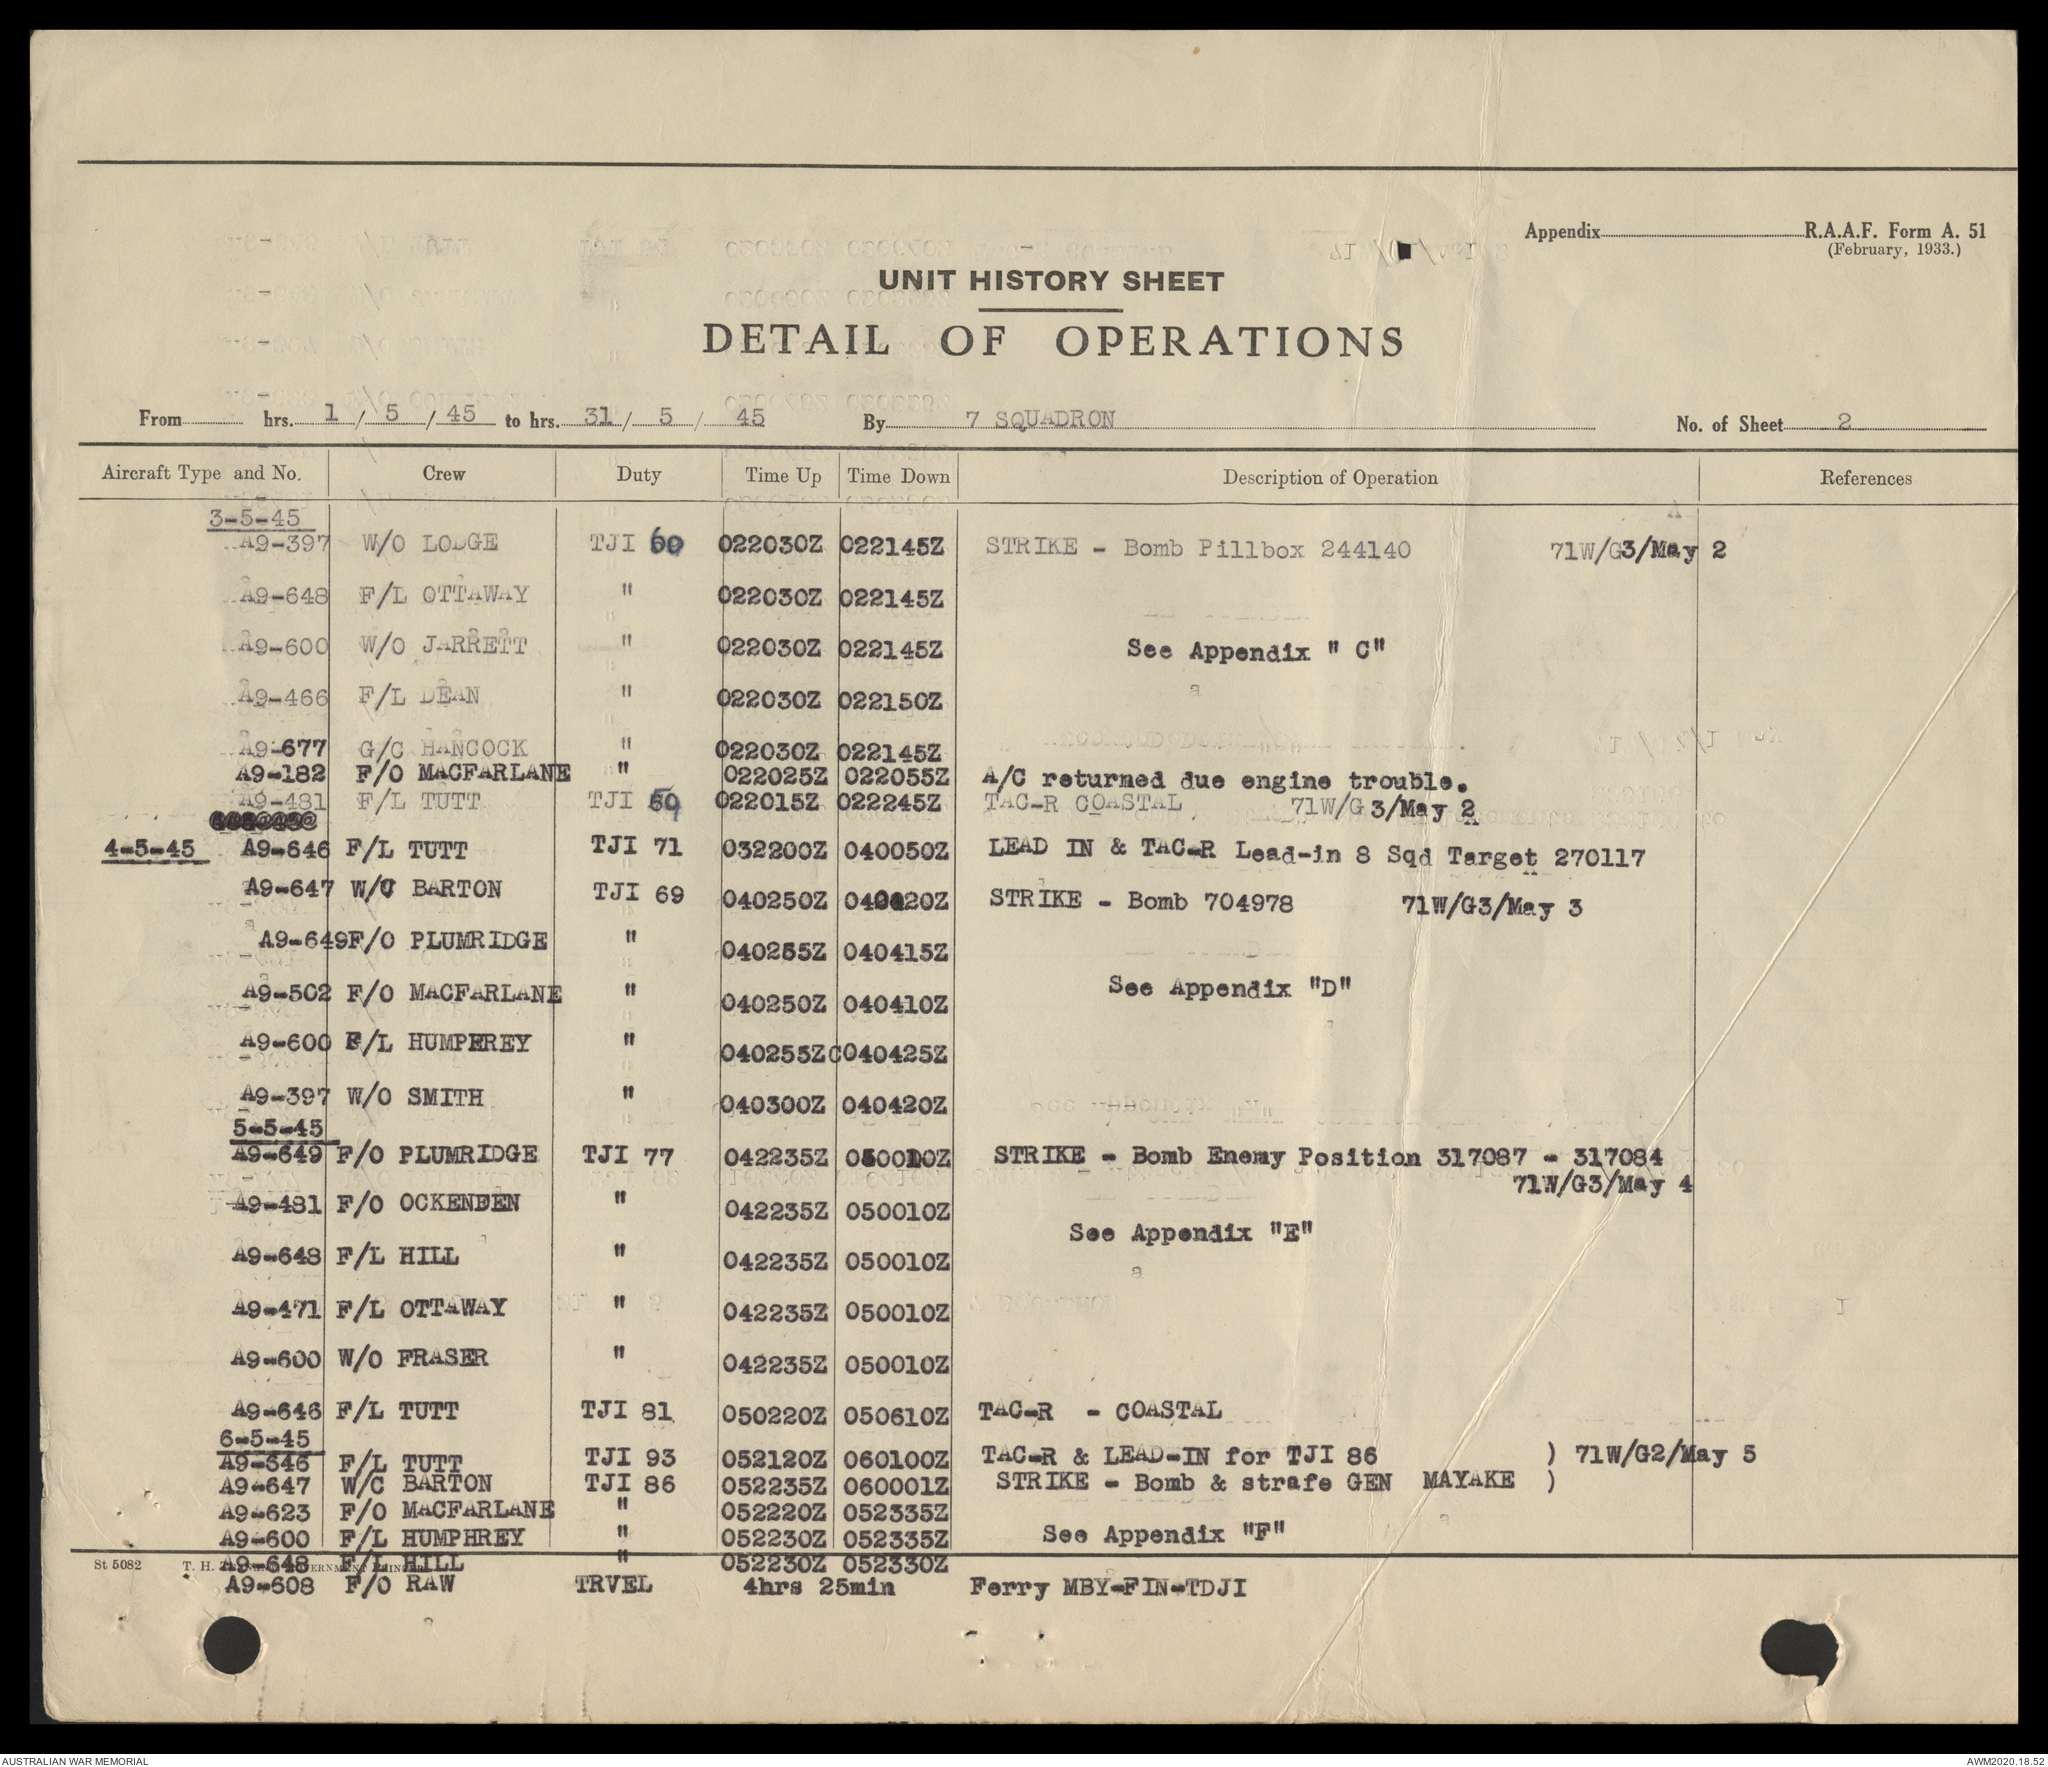 Appendix R.A.A.F. Form A. 51
(February, 1933.)
UNIT HISTORY SHEET
DETAIL OF OPERATIONS
From hrs. 1 / 5 / 45 to hrs. 31 / 5 / 45 By 7 SQUADRON No. of Sheet 2
Aircraft Type and No. Crew Duty Time Up Time Down Description of Operation References
3-5-45
A9-397 W/O LODGE TJI 60 022030Z 022145Z STRIKE - Bomb Pillbox 244140 71W/G3/May 2
A9-648 F/L OTTAWAY " 022030Z 022145Z
A9-600 W/O JARRETT " 022030Z 022145Z See Appendix " C"
A9-466 F/L DEAN " 022030Z 022150Z
A9-677 G/C HANCOCK " 022030Z 022145Z
A9-182 F/O MACFARLANE " 022025Z 022055Z A/C returned due engine trouble.
A9-481 F/L TUTT TJI 022015Z 022245Z TAC-R COASTAL 71W/G3/May 2
4-5-45 A9-646 F/L TUTT TJI 71 032200Z 040050Z LEAD IN & TAC-R Lead-in 8 Sqd Target 270117
A9-647 W/C BARTON TJI 69 040250Z STRIKE - Bomb 704978 71W/G3/May 3
A9-649 F/O PLUMRIDGE " 040255Z 040415Z
A9-502 F/O MACFARLANE " 040250Z 040410Z See Appendix "D"
A9-600 F/L HUMPHREY " 040255Z 040425Z
A9-397 W/O SMITH " 040300Z 040420Z
5-5-45
A9-649 F/O PLUMRIDGE TJI 77 042235Z 050010Z STRIKE - Bomb Enemy Position 317087 - 317084
71W/G3/May 4
A9-481 F/O OCKENDEN " 042235Z 050010Z
See Appendix "E"
A9-648 F/L HILL " 042235Z 050010Z
A9-471 F/L OTTAWAY " 042235Z 050010Z
A9-600 W/O FRASER " 042235Z 050010Z
A9-646 F/L TUTT TJI 81 050220Z 050610Z TAC-R - COASTAL
6-5-45
A9-646 F/L TUTT TJI 93 052120Z 060100Z TAC-R & LEAD-IN for TJI 86 ) 71W/G2/May 5
A9-647 W/C BARTON TJI 86 052235Z 060001Z STRIKE - Bomb & strafe GEN MAYAKE )
A9-623 F/O MACFARLANE " 052220Z 052335Z
A9-600 F/L HUMPHREY " 052230Z 052335Z See Appendix "F"
St 5082 T. H.
A9-648 F/L HILL " 052230Z 052330Z
A9-608 F/O RAW TRVEL 4hrs 25min Ferry MBY-FIN-TDJI
AUSTRALIAN WAR MEMORIAL AWM2020.18.52